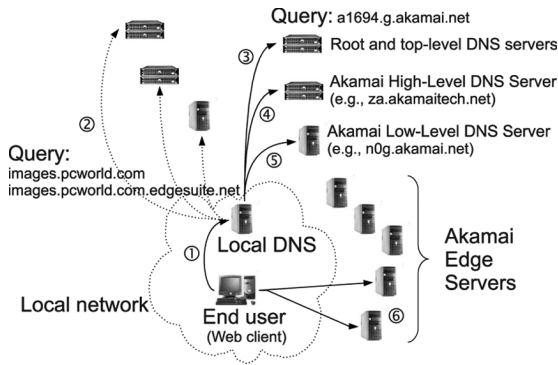 Query: a1694.g.akamai.net
③ Root and top-level DNS servers
④ Akamai High-Level DNS Server
(e.g., za.akamaitech.net)
⑤ Akamai Low-Level DNS Server
(e.g., n0g.akamai.net)
②
Query:
images.pcworld.com
images.pcworld.com.edgesuite.net
Local DNS
①
Akamai
Edge
Servers
Local network
End user
(Web client)
⑥